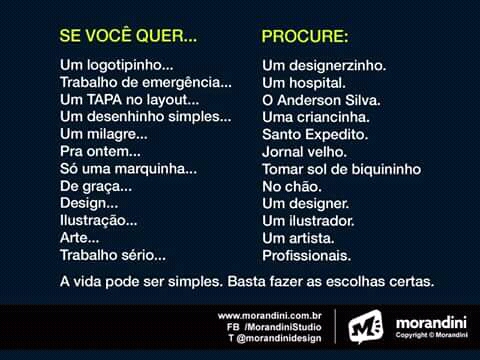 SE VOCÊ QUER... PROCURE:
Um logotipinho... Um designerzinho.
Trabalho de emergência... Um hospital.
Um TAPA no layout... O Anderson Silva.
Um desenhinho simples... Uma criancinha.
Um milagre... Santo Expedito.
Pra ontem... Jornal velho.
Só uma marquinha... Tomar sol de biquininho
De graça... No chão.
Design... Um designer.
Ilustração... Um ilustrador.
Arte... Um artista.
Trabalho sério... Profissionais.
A vida pode ser simples. Basta fazer as escolhas certas.
www.morandini.com.br
FB /MorandiniStudio
T @morandinidesign
M
morandini
Copyright © Morandini